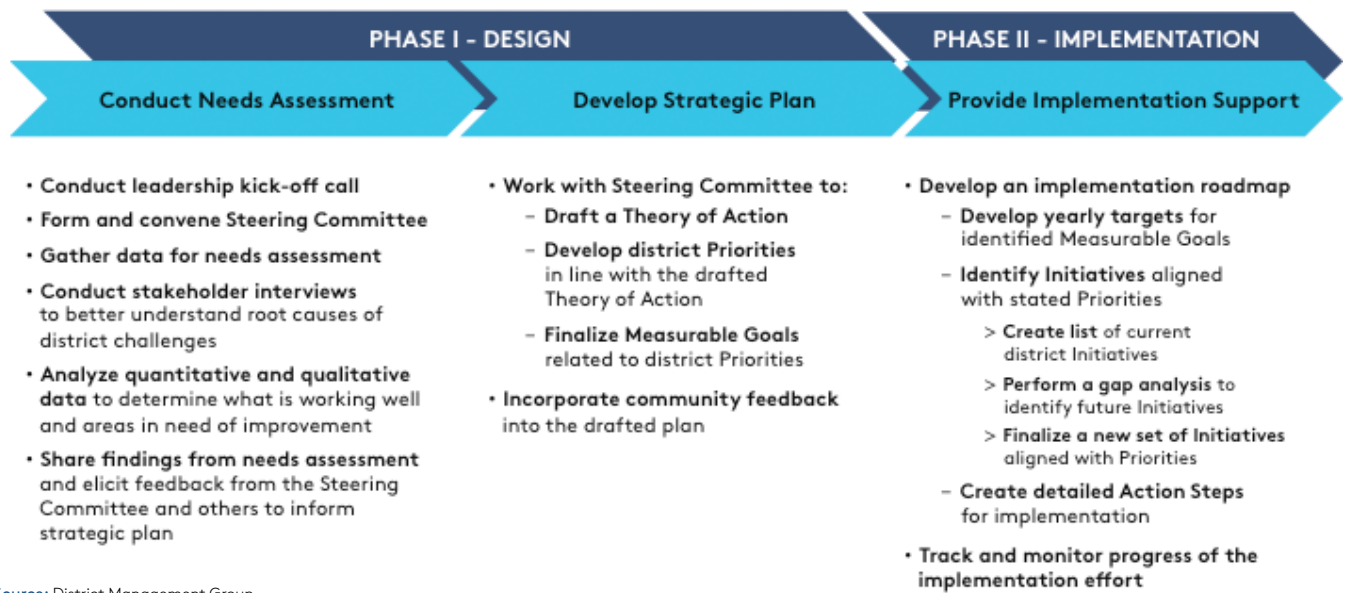 PHASE I - DESIGN
PHASE II - IMPLEMENTATION
Conduct Needs Assessment
Develop Strategic Plan
Provide Implementation Support
• Conduct leadership kick-off call
• Form and convene Steering Committee
• Gather data for needs assessment
• Conduct stakeholder interviews
to better understand root causes of
district challenges
• Analyze quantitative and qualitative
data to determine what is working well
and areas in need of improvement
• Share findings from needs assessment
and elicit feedback from the Steering
Committee and others to inform
strategic plan
• Work with Steering Committee to:
– Draft a Theory of Action
– Develop district Priorities
in line with the drafted
Theory of Action
– Finalize Measurable Goals
related to district Priorities
• Incorporate community feedback
into the drafted plan
• Develop an implementation roadmap
– Develop yearly targets for
identified Measurable Goals
– Identify Initiatives aligned
with stated Priorities
> Create list of current
district Initiatives
> Perform a gap analysis to
identify future Initiatives
> Finalize a new set of Initiatives
aligned with Priorities
– Create detailed Action Steps
for implementation
• Track and monitor progress of the
implementation effort
Source: District Management Group